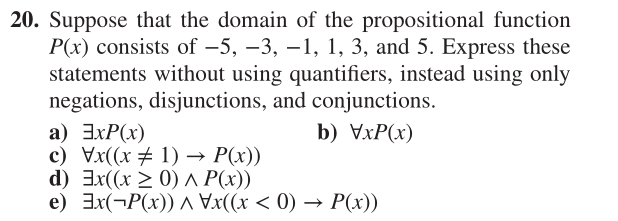 20. Suppose that the domain of the propositional function
P(x) consists of −5, −3, −1, 1, 3, and 5. Express these
statements without using quantifiers, instead using only
negations, disjunctions, and conjunctions.
a) ∃xP(x) b) ∀xP(x)
c) ∀x((x ≠ 1) → P(x))
d) ∃x((x ≥ 0) ∧ P(x))
e) ∃x(¬P(x)) ∧ ∀x((x < 0) → P(x))